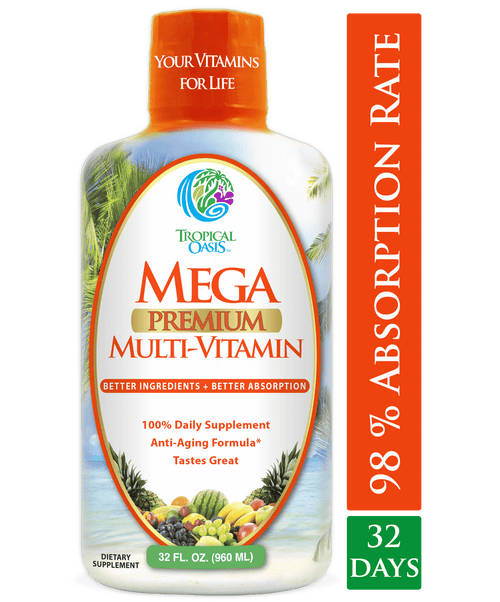 YOUR VITAMINS
FOR LIFE
TROPICAL
OASIS™
MEGA
PREMIUM
MULTI-VITAMIN
BETTER INGREDIENTS + BETTER ABSORPTION
100% Daily Supplement
Anti-Aging Formula*
Tastes Great
DIETARY
SUPPLEMENT
32 FL. OZ. (960 ML)
98 % ABSORPTION RATE
32
DAYS